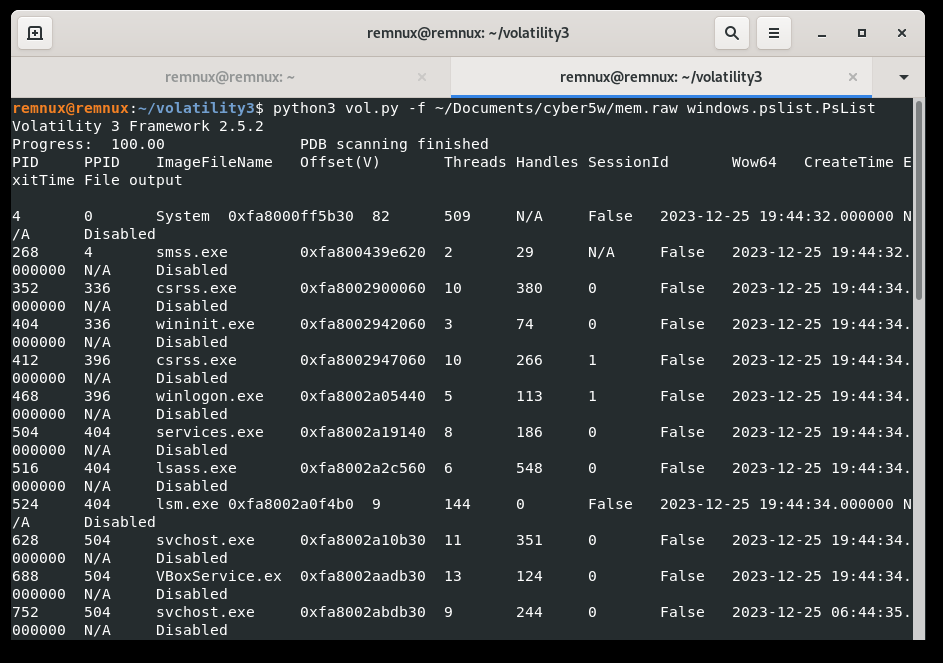 remnux@remnux: ~/volatility3
remnux@remnux: ~
remnux@remnux: ~/volatility3
remnux@remnux:~/volatility3$ python3 vol.py -f ~/Documents/cyber5w/mem.raw windows.pslist.PsList
Volatility 3 Framework 2.5.2
Progress:  100.00               PDB scanning finished
PID     PPID    ImageFileName   Offset(V)       Threads Handles SessionId       Wow64   CreateTime E
xitTime File output

4       0       System  0xfa8000ff5b30  82      509     N/A     False   2023-12-25 19:44:32.000000 N
/A      Disabled
268     4       smss.exe        0xfa800439e620  2       29      N/A     False   2023-12-25 19:44:32.
000000  N/A     Disabled
352     336     csrss.exe       0xfa8002900060  10      380     0       False   2023-12-25 19:44:34.
000000  N/A     Disabled
404     336     wininit.exe     0xfa8002942060  3       74      0       False   2023-12-25 19:44:34.
000000  N/A     Disabled
412     396     csrss.exe       0xfa8002947060  10      266     1       False   2023-12-25 19:44:34.
000000  N/A     Disabled
468     396     winlogon.exe    0xfa8002a05440  5       113     1       False   2023-12-25 19:44:34.
000000  N/A     Disabled
504     404     services.exe    0xfa8002a19140  8       186     0       False   2023-12-25 19:44:34.
000000  N/A     Disabled
516     404     lsass.exe       0xfa8002a2c560  6       548     0       False   2023-12-25 19:44:34.
000000  N/A     Disabled
524     404     lsm.exe 0xfa8002a0f4b0  9       144     0       False   2023-12-25 19:44:34.000000 N
/A      Disabled
628     504     svchost.exe     0xfa8002a10b30  11      351     0       False   2023-12-25 19:44:34.
000000  N/A     Disabled
688     504     VBoxService.ex  0xfa8002aadb30  13      124     0       False   2023-12-25 19:44:34.
000000  N/A     Disabled
752     504     svchost.exe     0xfa8002abdb30  9       244     0       False   2023-12-25 06:44:35.
000000  N/A     Disabled